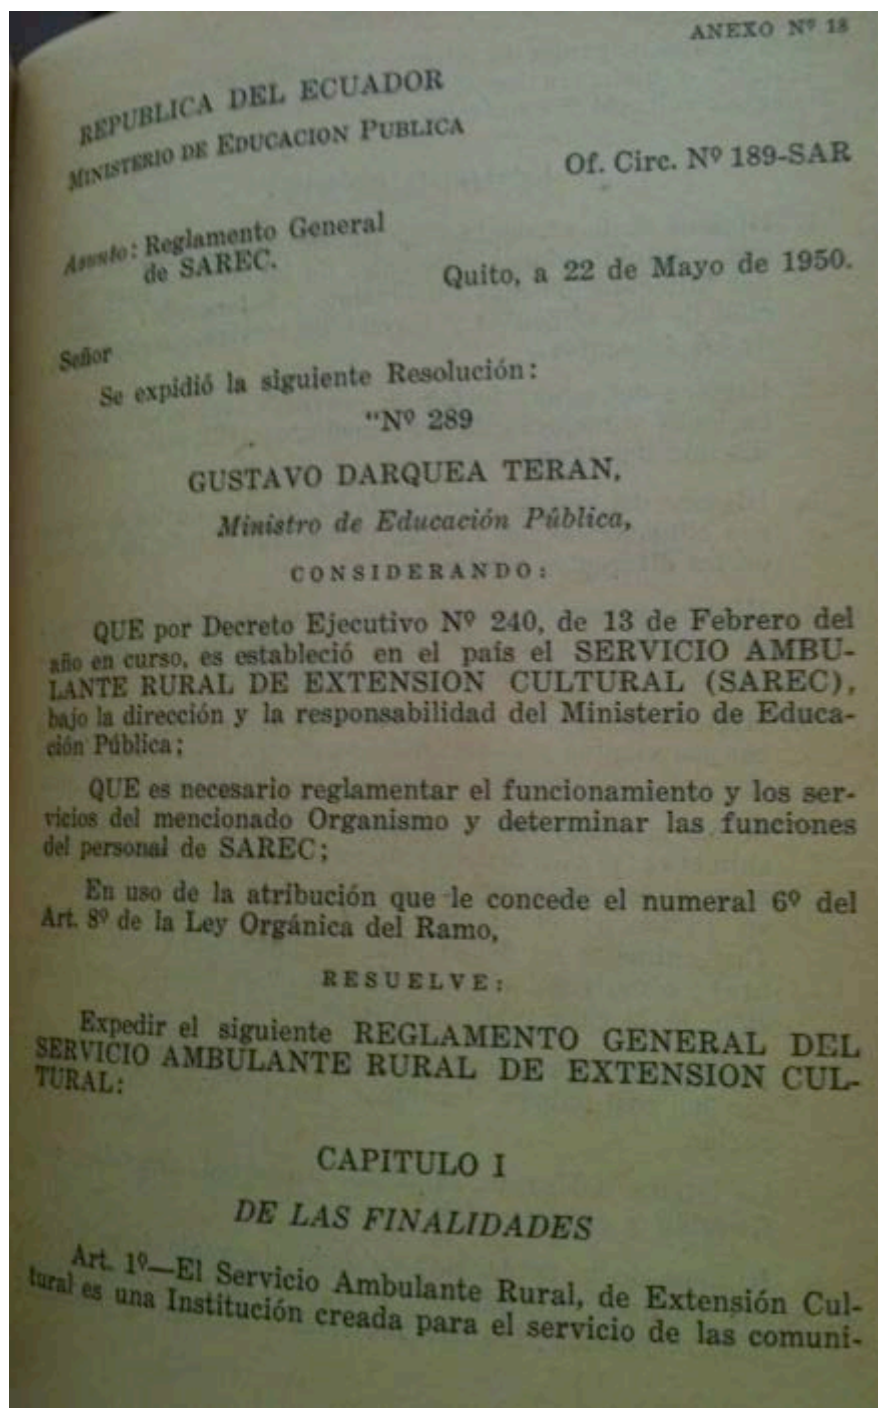 ANEXO Nº 18
REPUBLICA DEL ECUADOR
MINISTERIO DE EDUCACION PUBLICA
Of. Circ. Nº 189-SAR
Asunto: Reglamento General
de SAREC.
Quito, a 22 de Mayo de 1950.
Señor
Se expidió la siguiente Resolución:
"Nº 289
GUSTAVO DARQUEA TERAN,
Ministro de Educación Pública,
CONSIDERANDO:
QUE por Decreto Ejecutivo Nº 240, de 13 de Febrero del
año en curso, es estableció en el país el SERVICIO AMBU-
LANTE RURAL DE EXTENSION CULTURAL (SAREC),
bajo la dirección y la responsabilidad del Ministerio de Educa-
ción Pública;
QUE es necesario reglamentar el funcionamiento y los ser-
vicios del mencionado Organismo y determinar las funciones
del personal de SAREC;
En uso de la atribución que le concede el numeral 6º del
Art. 8º de la Ley Orgánica del Ramo,
RESUELVE:
Expedir el siguiente REGLAMENTO GENERAL DEL
SERVICIO AMBULANTE RURAL DE EXTENSION CUL-
TURAL:
CAPITULO I
DE LAS FINALIDADES
Art. 1º—El Servicio Ambulante Rural, de Extensión Cul-
tural es una Institución creada para el servicio de las comuni-